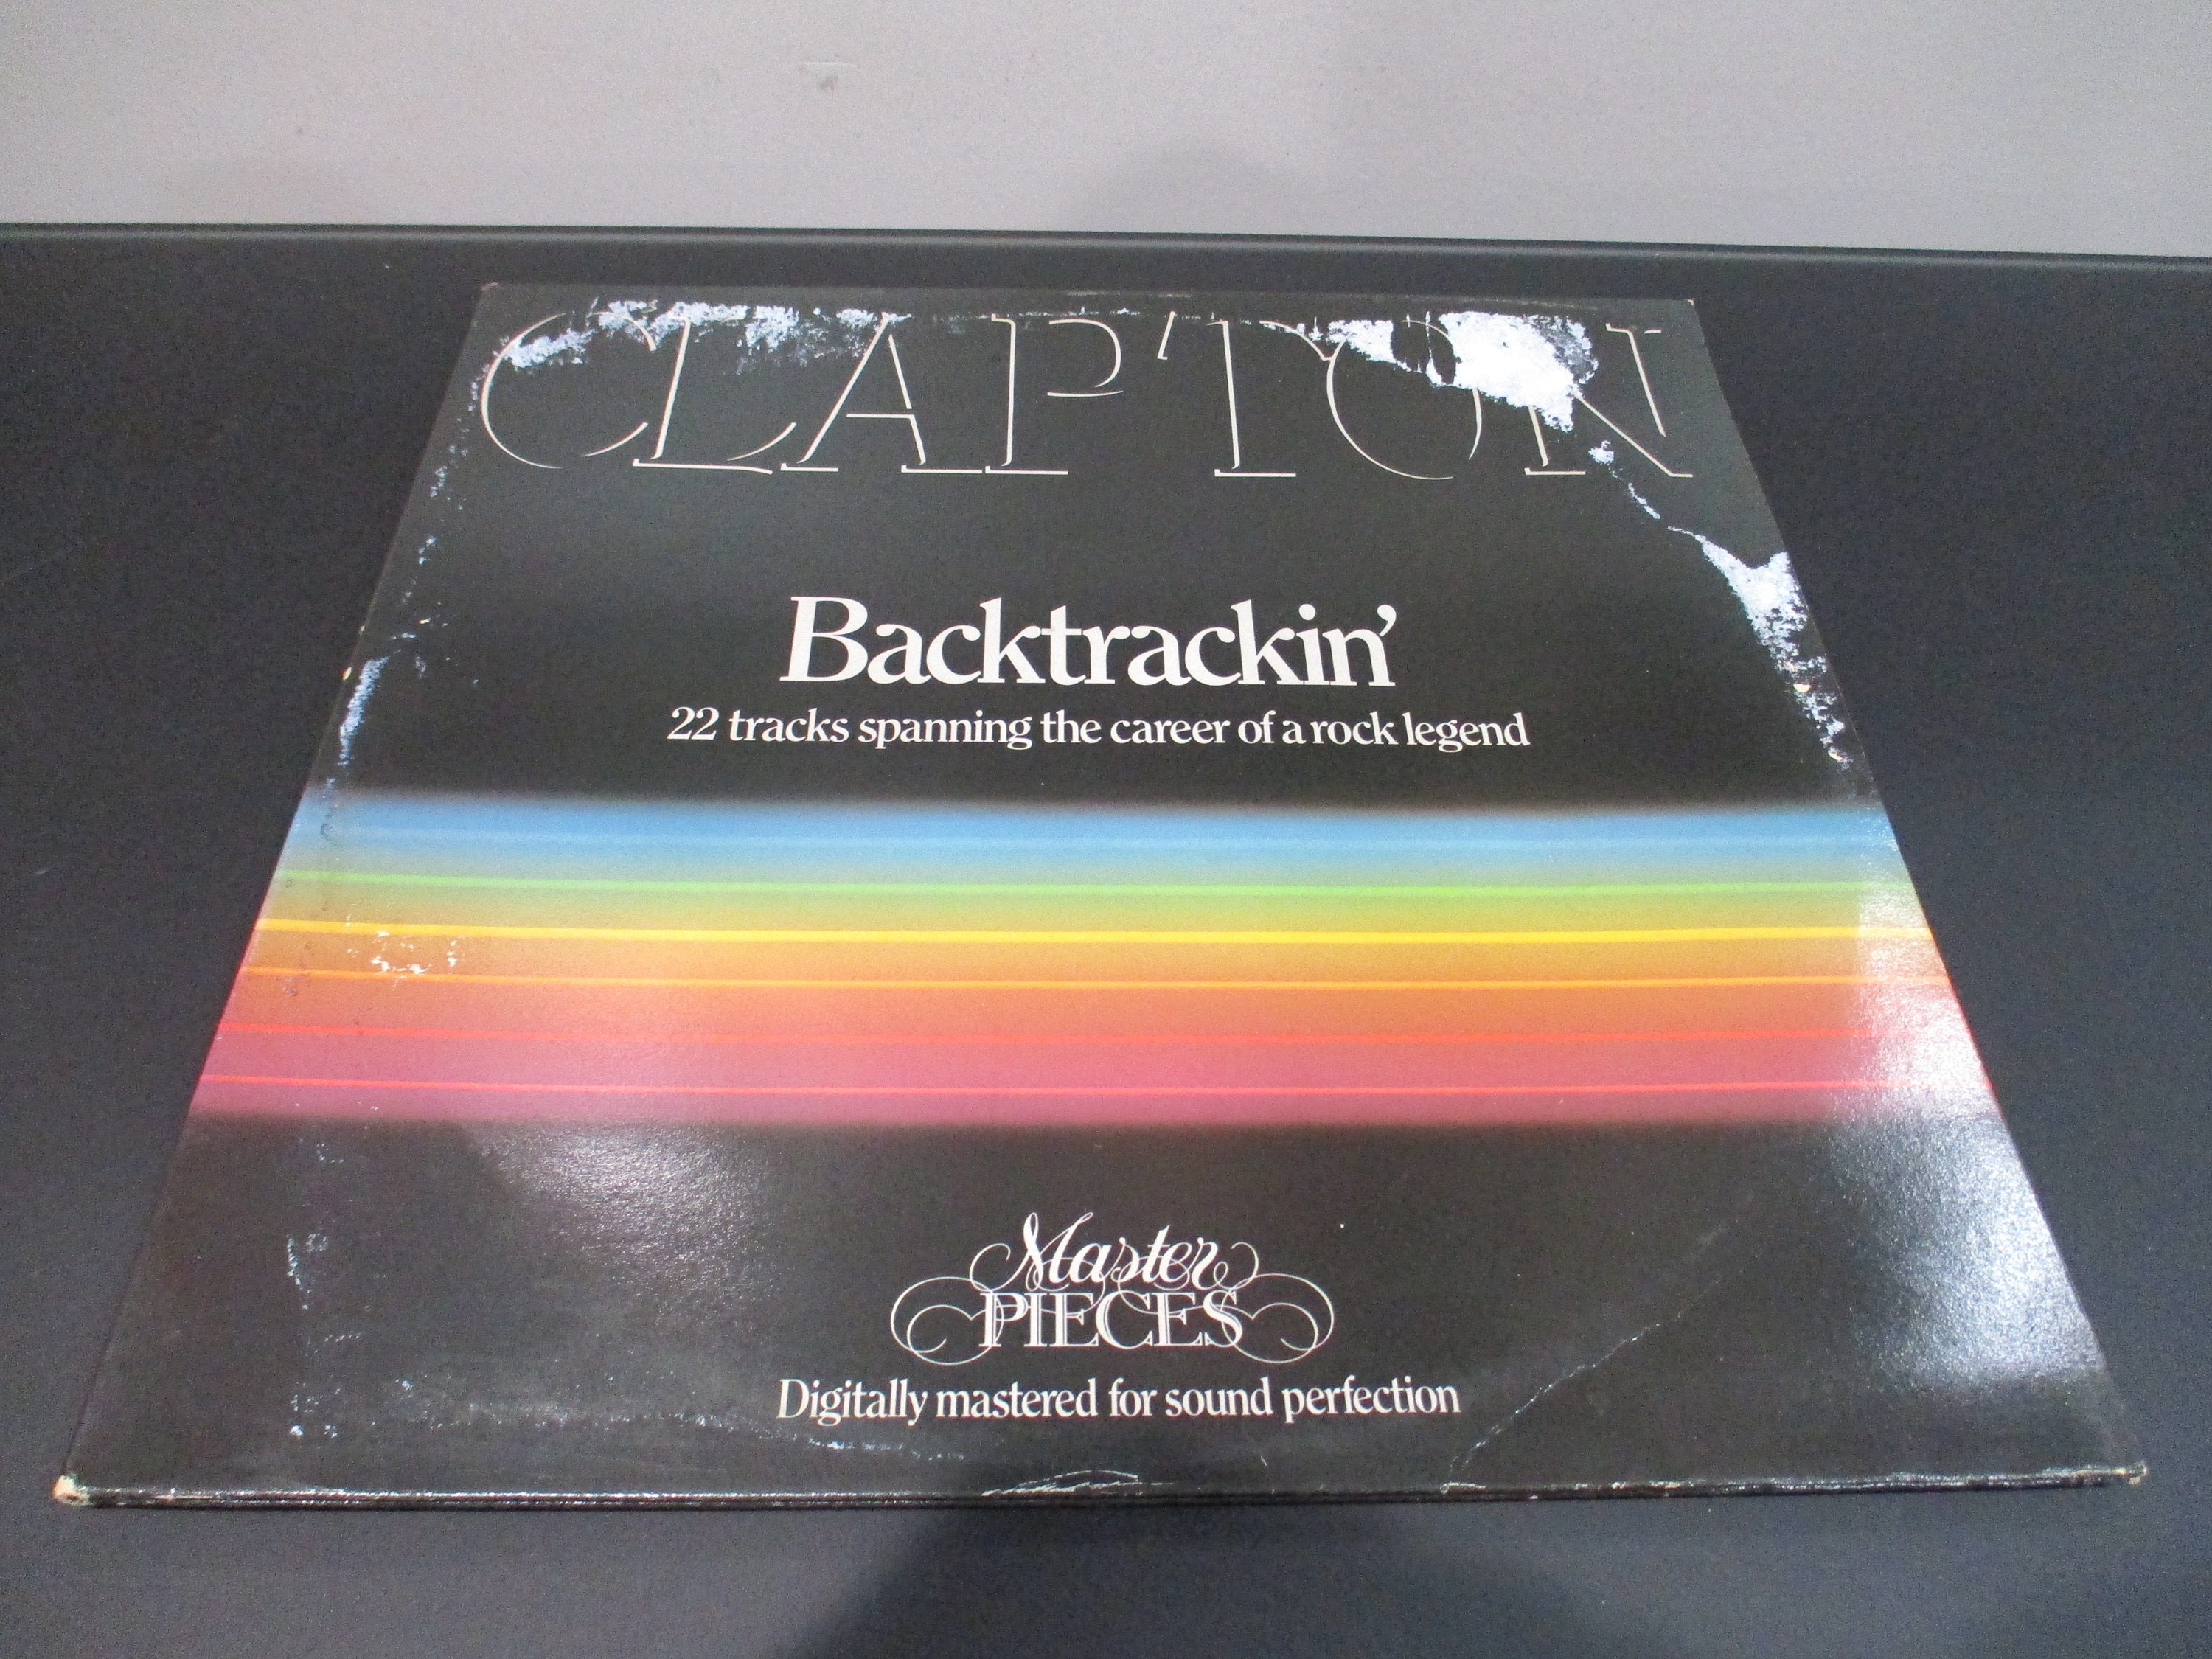 CLAPTON
Backtrackin’
22 tracks spanning the career of a rock legend
Master
PIECES
Digitally mastered for sound perfection